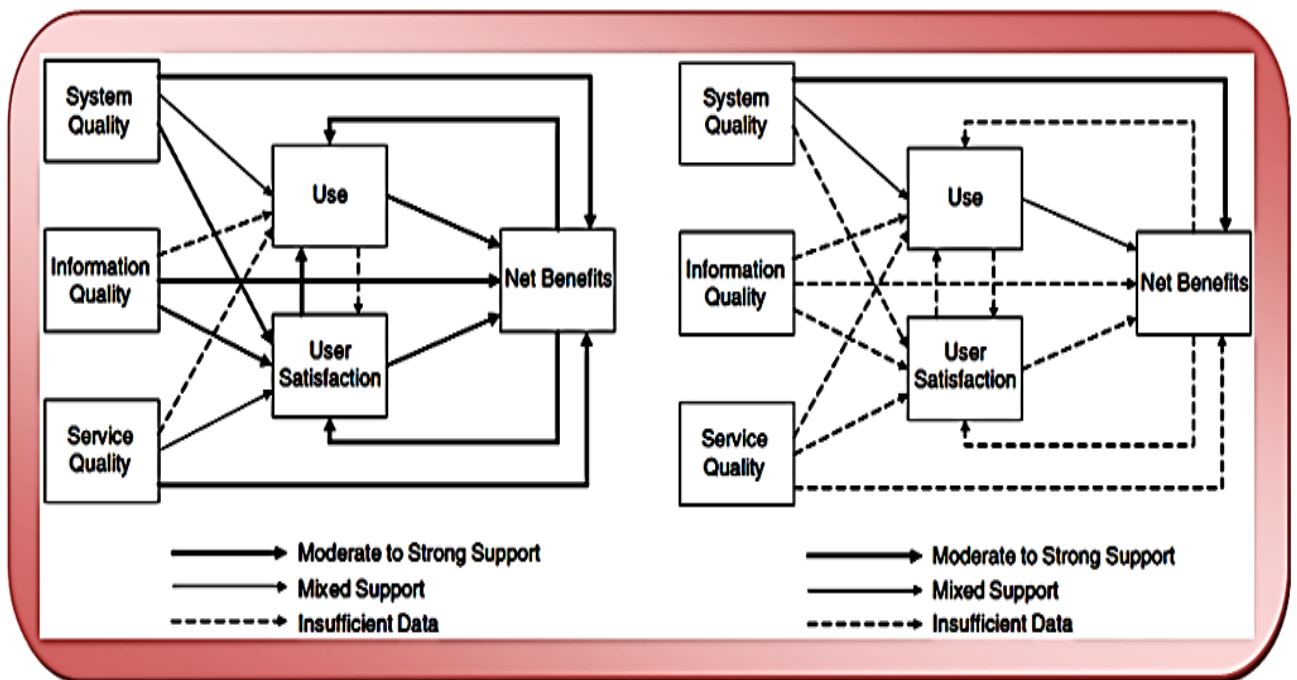 System
Quality
Use
Information
Quality
Net Benefits
User
Satisfaction
Service
Quality
Moderate to Strong Support
Mixed Support
Insufficient Data
System
Quality
Use
Information
Quality
Net Benefits
User
Satisfaction
Service
Quality
Moderate to Strong Support
Mixed Support
Insufficient Data